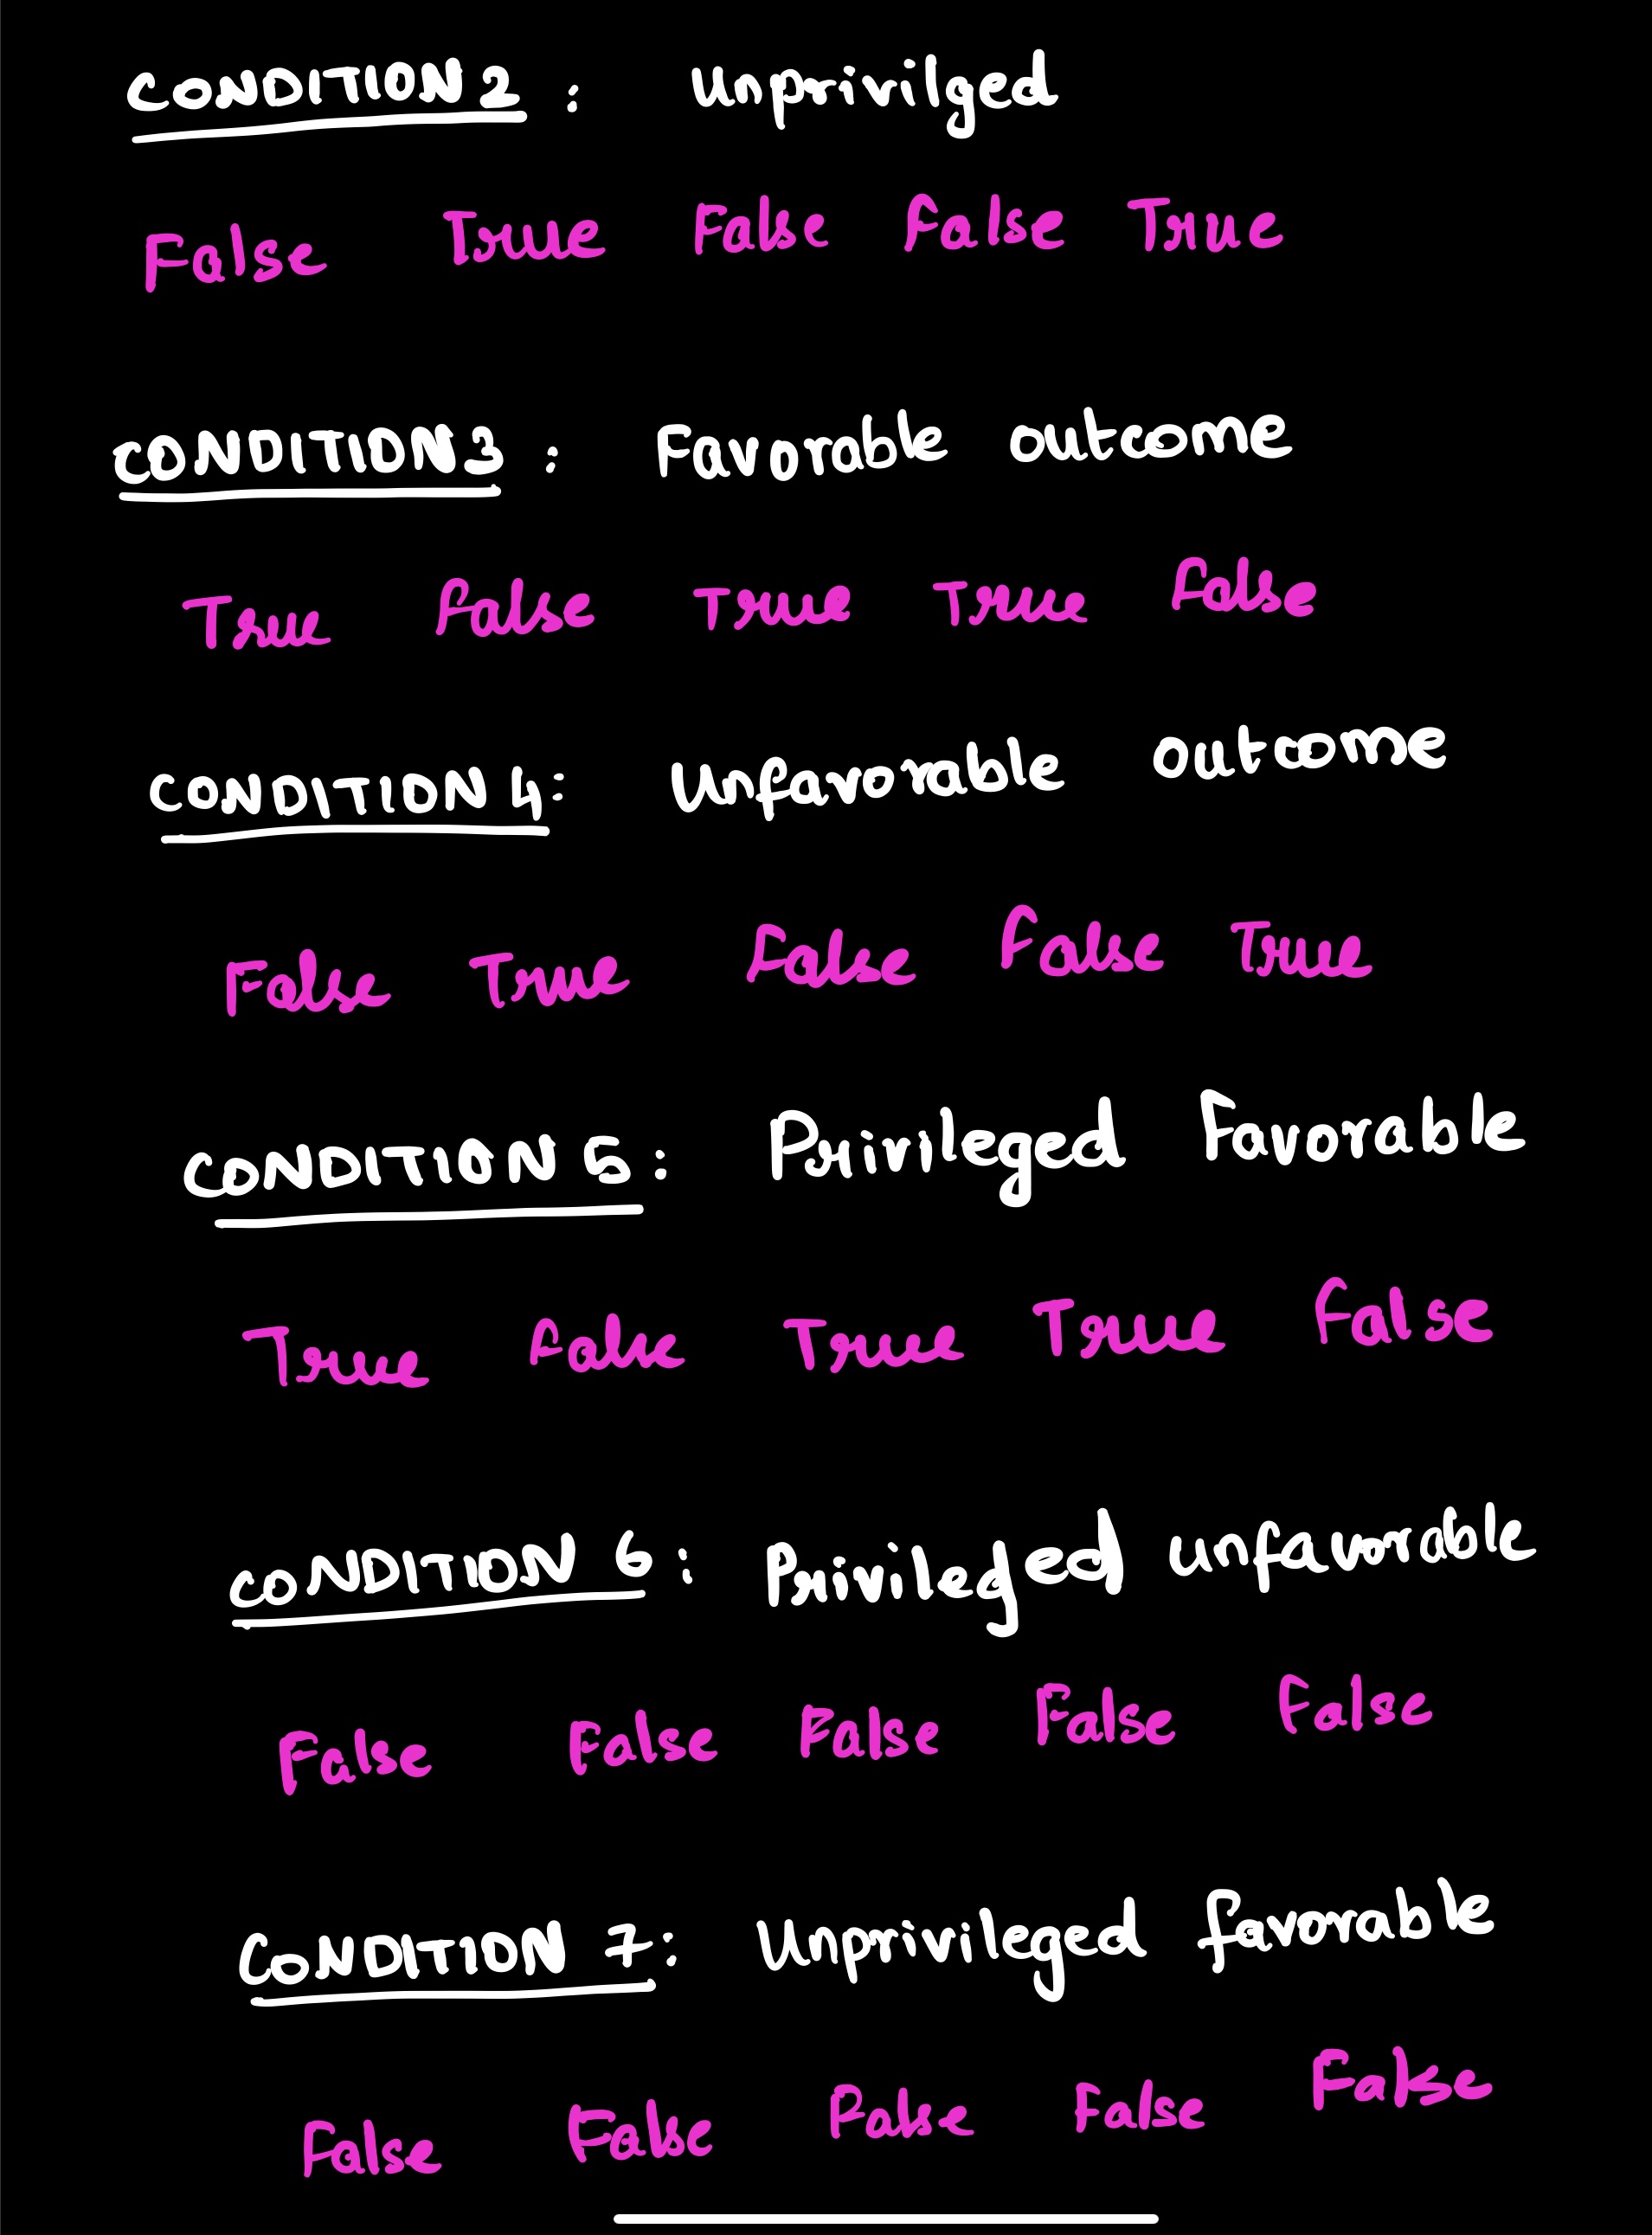 CONDITION 2 : Unprivilged
False True False False True
CONDITION 3 : Favorable outcome
True False True True False
CONDITION 4 : Unfavorable outcome
False True False False True
CONDITION 5 : Privileged Favorable
True False True True False
CONDITION 6 : Privileged unfavorable
False False False False False
CONDITION 7 : Unprivileged favorable
False False False False False